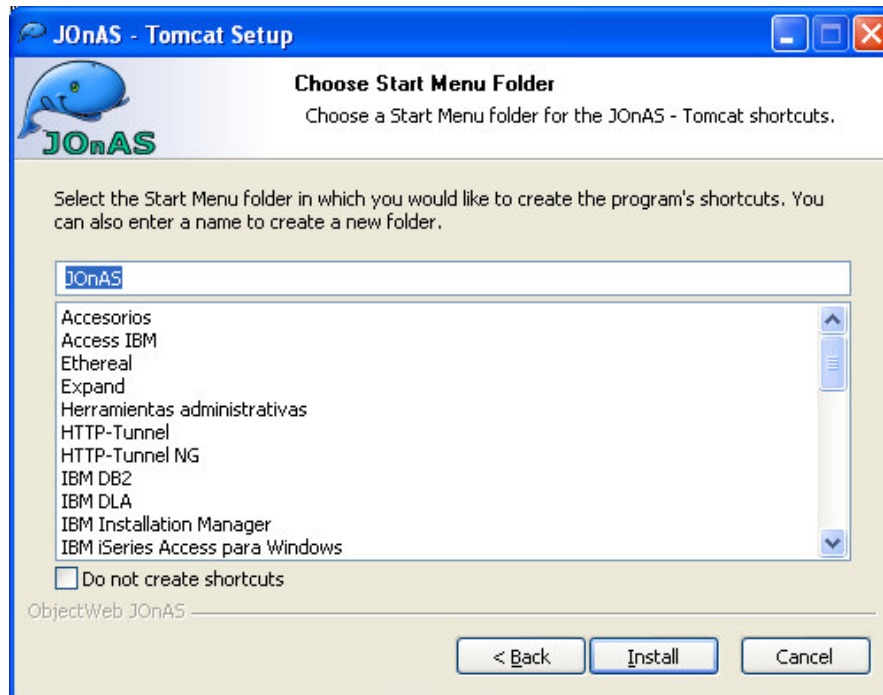 JOnAS - Tomcat Setup
JOnAS
Choose Start Menu Folder
Choose a Start Menu folder for the JOnAS - Tomcat shortcuts.
Select the Start Menu folder in which you would like to create the program's shortcuts. You
can also enter a name to create a new folder.
JOnAS
Accesorios
Access IBM
Ethereal
Expand
Herramientas administrativas
HTTP-Tunnel
HTTP-Tunnel NG
IBM DB2
IBM DLA
IBM Installation Manager
IBM iSeries Access para Windows
Do not create shortcuts
ObjectWeb JOnAS
< Back Install Cancel